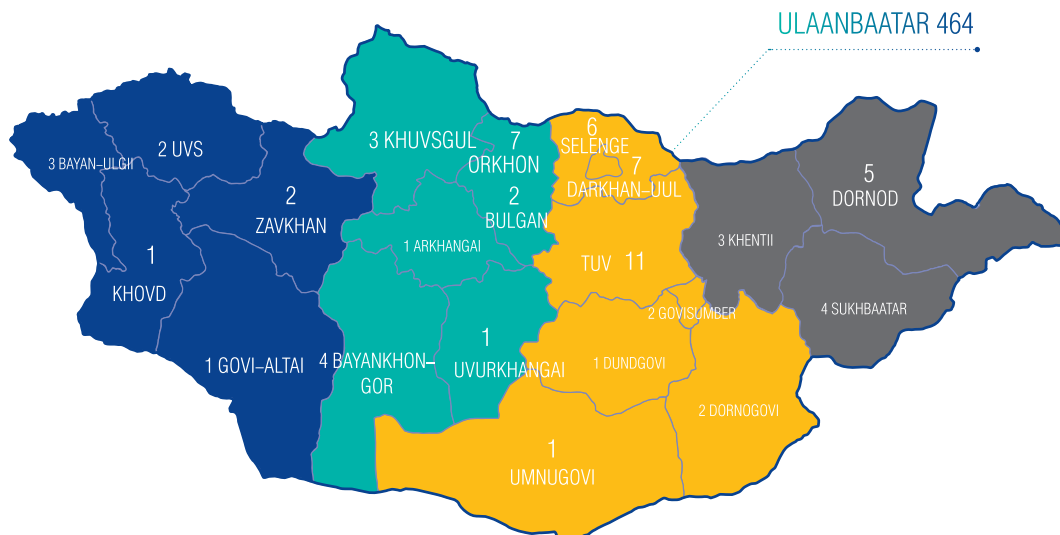 ULAANBAATAR 464
3 BAYAN–ULGII
2 UVS
2
ZAVKHAN
1
KHOVD
1 GOVI–ALTAI
3 KHUVSGUL
7
ORKHON
2
BULGAN
1 ARKHANGAI
4 BAYANKHON–
GOR
1
UVURKHANGAI
6
SELENGE
7
DARKHAN–UUL
TUV 11
2 GOVISUMBER
1 DUNDGOVI
2 DORNOGOVI
1
UMNUGOVI
5
DORNOD
3 KHENTII
4 SUKHBAATAR